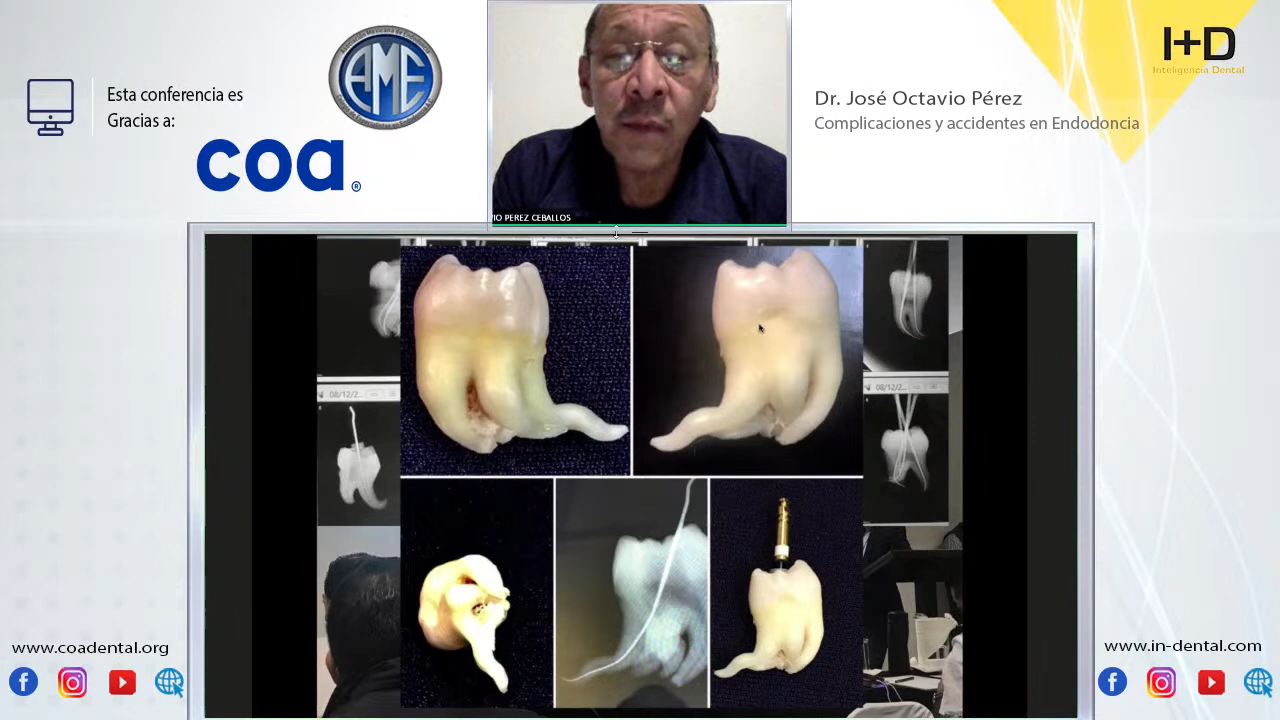 Esta conferencia es
Gracias a:
coa®
AME
I+D
Inteligencia Dental
Dr. José Octavio Pérez
Complicaciones y accidentes en Endodoncia
IO PEREZ CEBALLOS
08/12/2...
08/12/2...
www.coadental.org
www.in-dental.com